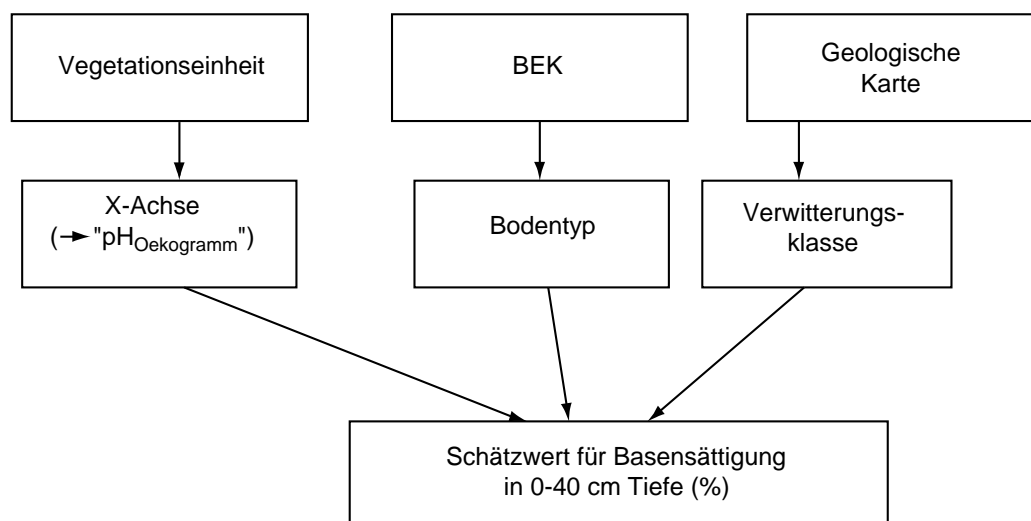 Vegetationseinheit
BEK
Geologische
Karte
X-Achse
(→ "pHOekogramm")
Bodentyp
Verwitterungs-
klasse
Schätzwert für Basensättigung
in 0-40 cm Tiefe (%)